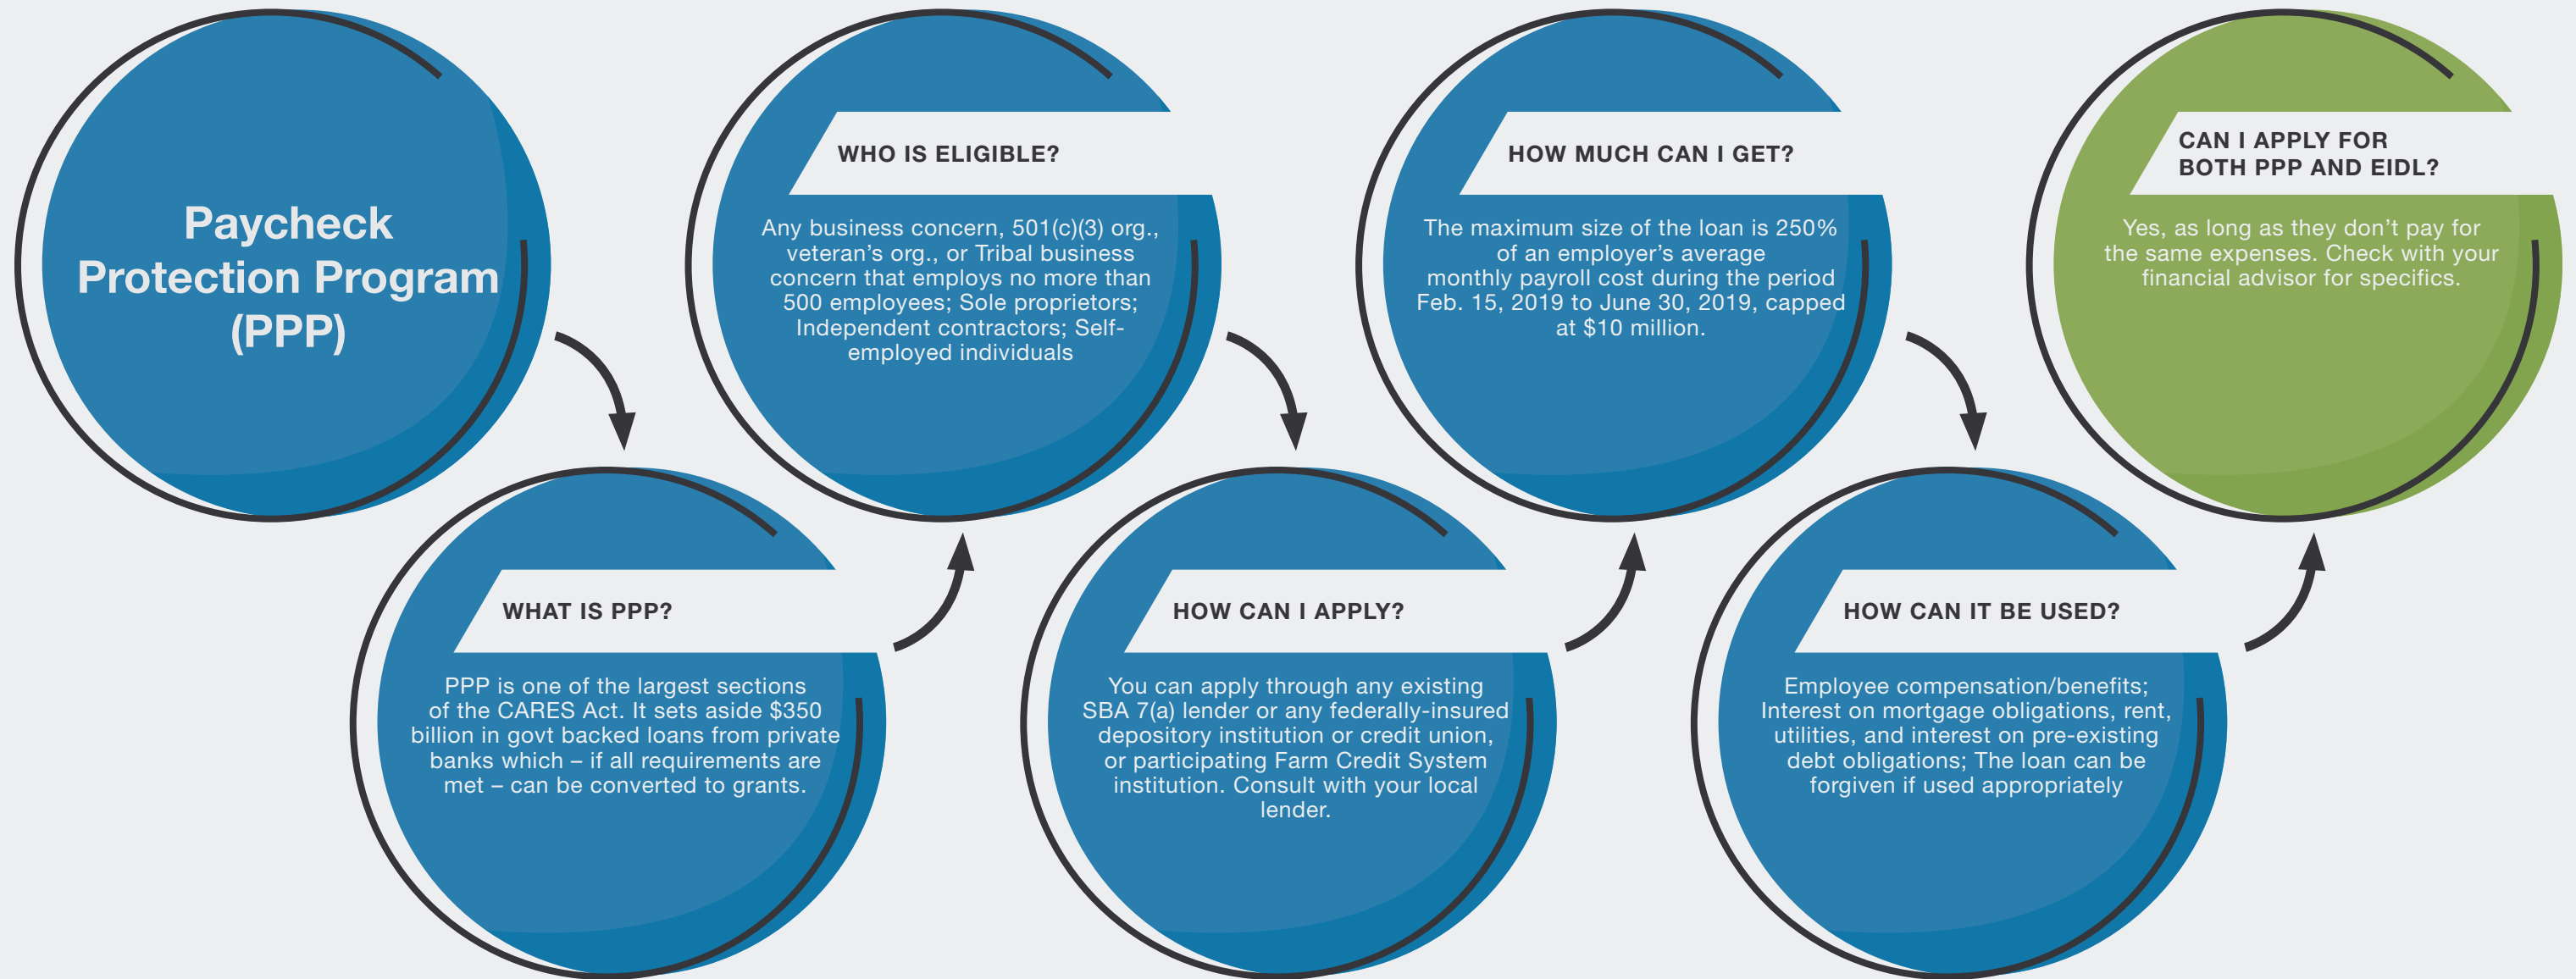 Paycheck
Protection Program
(PPP)
WHAT IS PPP?
PPP is one of the largest sections
of the CARES Act. It sets aside $350
billion in govt backed loans from private
banks which – if all requirements are
met – can be converted to grants.
WHO IS ELIGIBLE?
Any business concern, 501(c)(3) org.,
veteran’s org., or Tribal business
concern that employs no more than
500 employees; Sole proprietors;
Independent contractors; Self-
employed individuals
HOW CAN I APPLY?
You can apply through any existing
SBA 7(a) lender or any federally-insured
depository institution or credit union,
or participating Farm Credit System
institution. Consult with your local
lender.
HOW MUCH CAN I GET?
The maximum size of the loan is 250%
of an employer’s average
monthly payroll cost during the period
Feb. 15, 2019 to June 30, 2019, capped
at $10 million.
HOW CAN IT BE USED?
Employee compensation/benefits;
Interest on mortgage obligations, rent,
utilities, and interest on pre-existing
debt obligations; The loan can be
forgiven if used appropriately
CAN I APPLY FOR
BOTH PPP AND EIDL?
Yes, as long as they don’t pay for
the same expenses. Check with your
financial advisor for specifics.